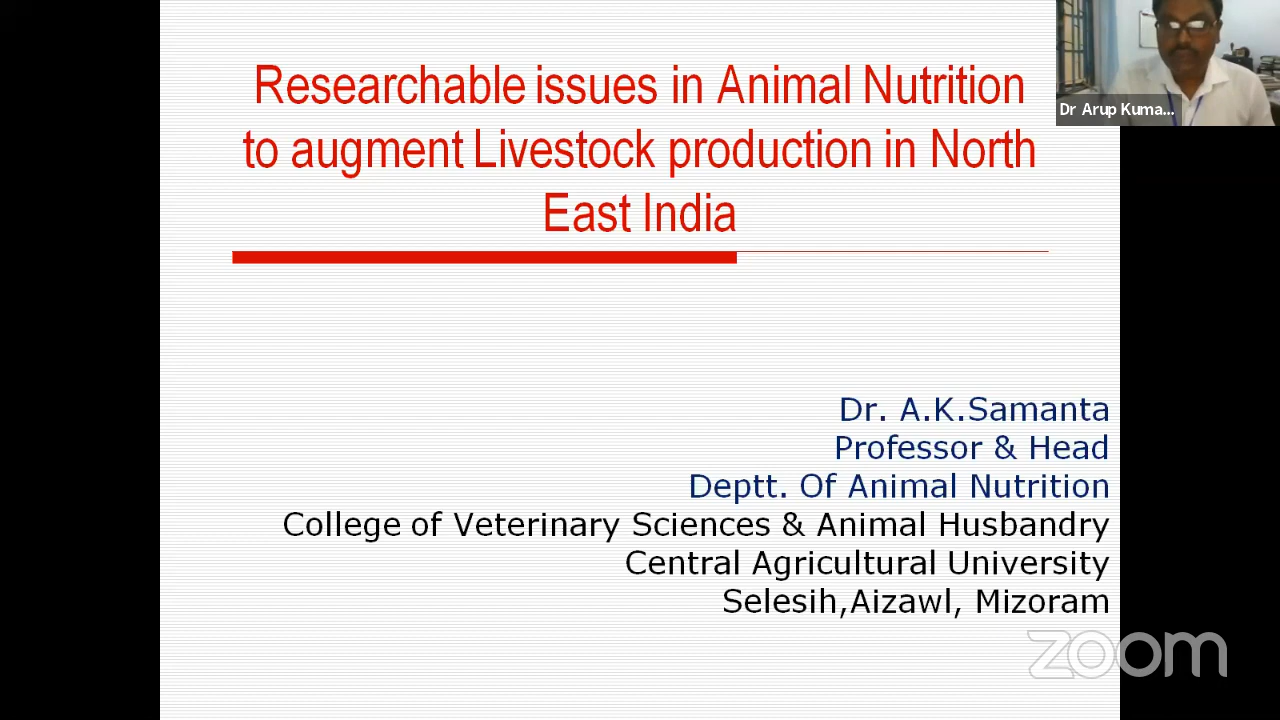 Researchable issues in Animal Nutrition
to augment Livestock production in North
East India
Dr Arup Kuma...
Dr. A.K.Samanta
Professor & Head
Deptt. Of Animal Nutrition
College of Veterinary Sciences & Animal Husbandry
Central Agricultural University
Selesih,Aizawl, Mizoram
zoom